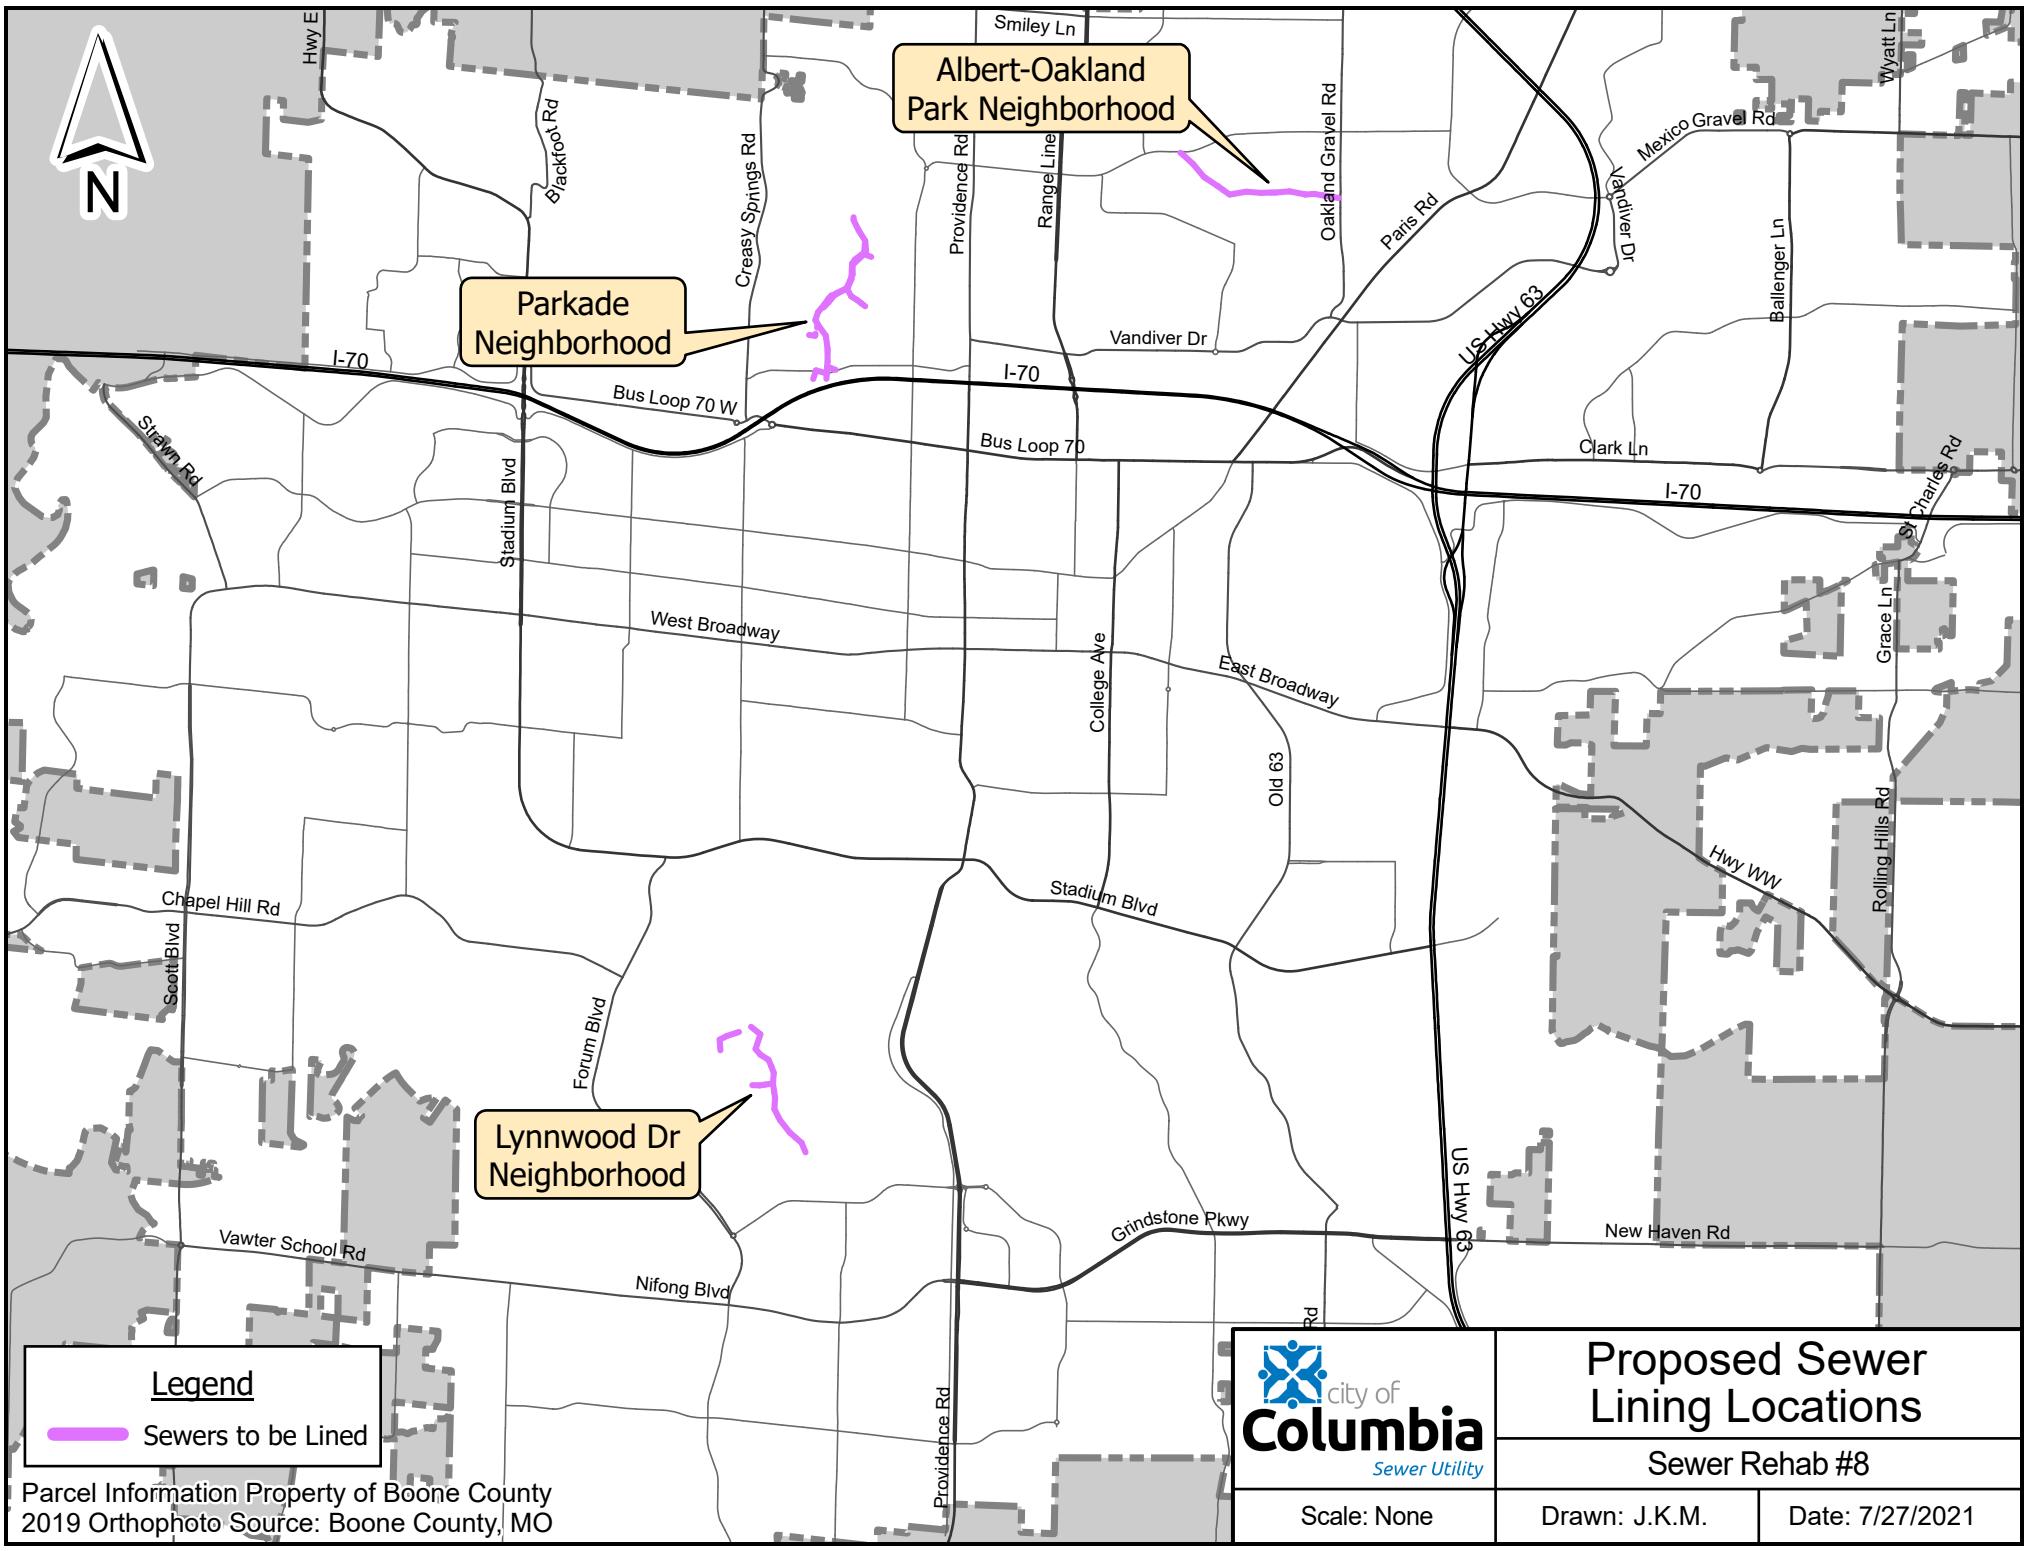 Hwy E
Smiley Ln
Wyatt Ln
Albert-Oakland
Park Neighborhood
Blackfoot Rd
Creasy Springs Rd
Providence Rd
Range Line
Oakland Gravel Rd
Mexico Gravel Rd
Vandiver Dr
Paris Rd
Ballenger Ln
N
Parkade
Neighborhood
US Hwy 63
Vandiver Dr
I-70
I-70
Bus Loop 70 W
Bus Loop 70
Clark Ln
I-70
St Charles Rd
Strawn Rd
Stadium Blvd
Grace Ln
West Broadway
College Ave
East Broadway
Old 63
Rolling Hills Rd
Hwy WW
Stadium Blvd
Chapel Hill Rd
Scott Blvd
Forum Blvd
Lynnwood Dr
Neighborhood
US Hwy 63
Grindstone Pkwy
New Haven Rd
Vawter School Rd
Nifong Blvd
Rd
Providence Rd
Legend
Sewers to be Lined
Parcel Information Property of Boone County
2019 Orthophoto Source: Boone County, MO
city of
Columbia
Sewer Utility
Proposed Sewer
Lining Locations
Sewer Rehab #8
Scale: None
Drawn: J.K.M.
Date: 7/27/2021